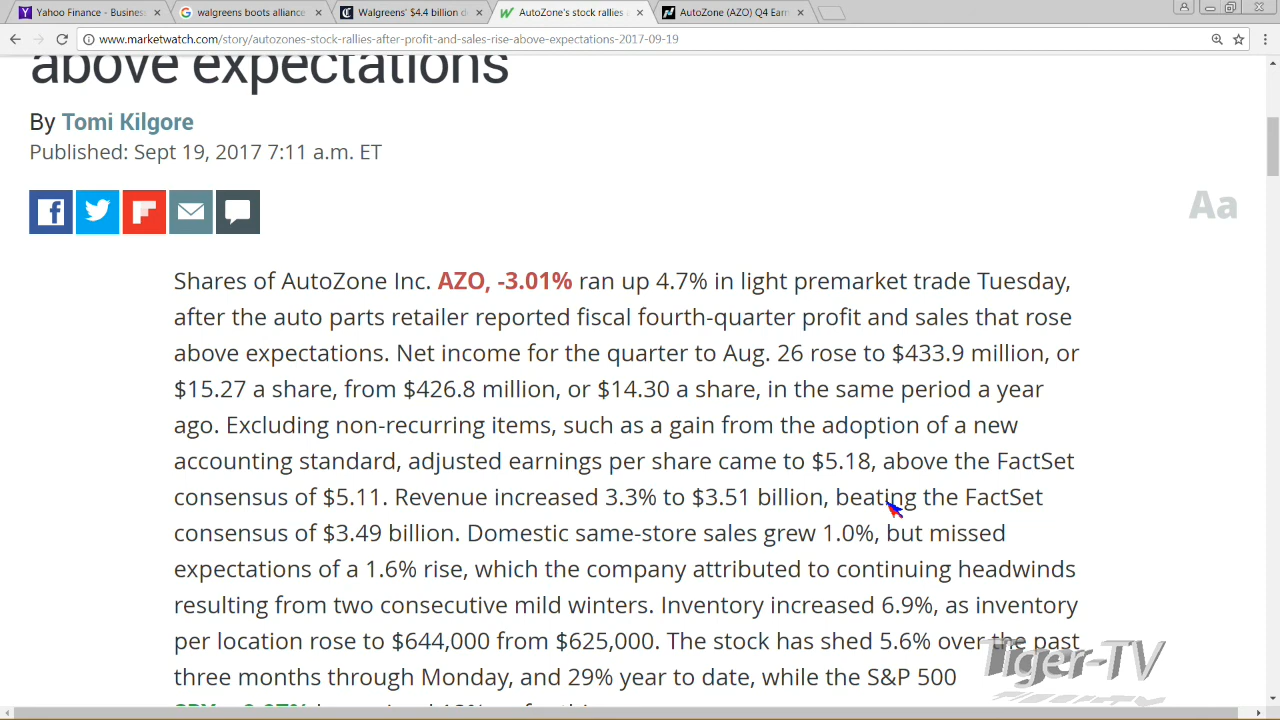 Yahoo Finance - Business
walgreens boots alliance
Walgreens' $4.4 billion d
AutoZone's stock rallies
AutoZone (AZO) Q4 Earn
www.marketwatch.com/story/autozones-stock-rallies-after-profit-and-sales-rise-above-expectations-2017-09-19
above expectations
By Tomi Kilgore
Published: Sept 19, 2017 7:11 a.m. ET
Aa
Shares of AutoZone Inc. AZO, -3.01% ran up 4.7% in light premarket trade Tuesday,
after the auto parts retailer reported fiscal fourth-quarter profit and sales that rose
above expectations. Net income for the quarter to Aug. 26 rose to $433.9 million, or
$15.27 a share, from $426.8 million, or $14.30 a share, in the same period a year
ago. Excluding non-recurring items, such as a gain from the adoption of a new
accounting standard, adjusted earnings per share came to $5.18, above the FactSet
consensus of $5.11. Revenue increased 3.3% to $3.51 billion, beating the FactSet
consensus of $3.49 billion. Domestic same-store sales grew 1.0%, but missed
expectations of a 1.6% rise, which the company attributed to continuing headwinds
resulting from two consecutive mild winters. Inventory increased 6.9%, as inventory
per location rose to $644,000 from $625,000. The stock has shed 5.6% over the past
three months through Monday, and 29% year to date, while the S&P 500
Tiger-TV